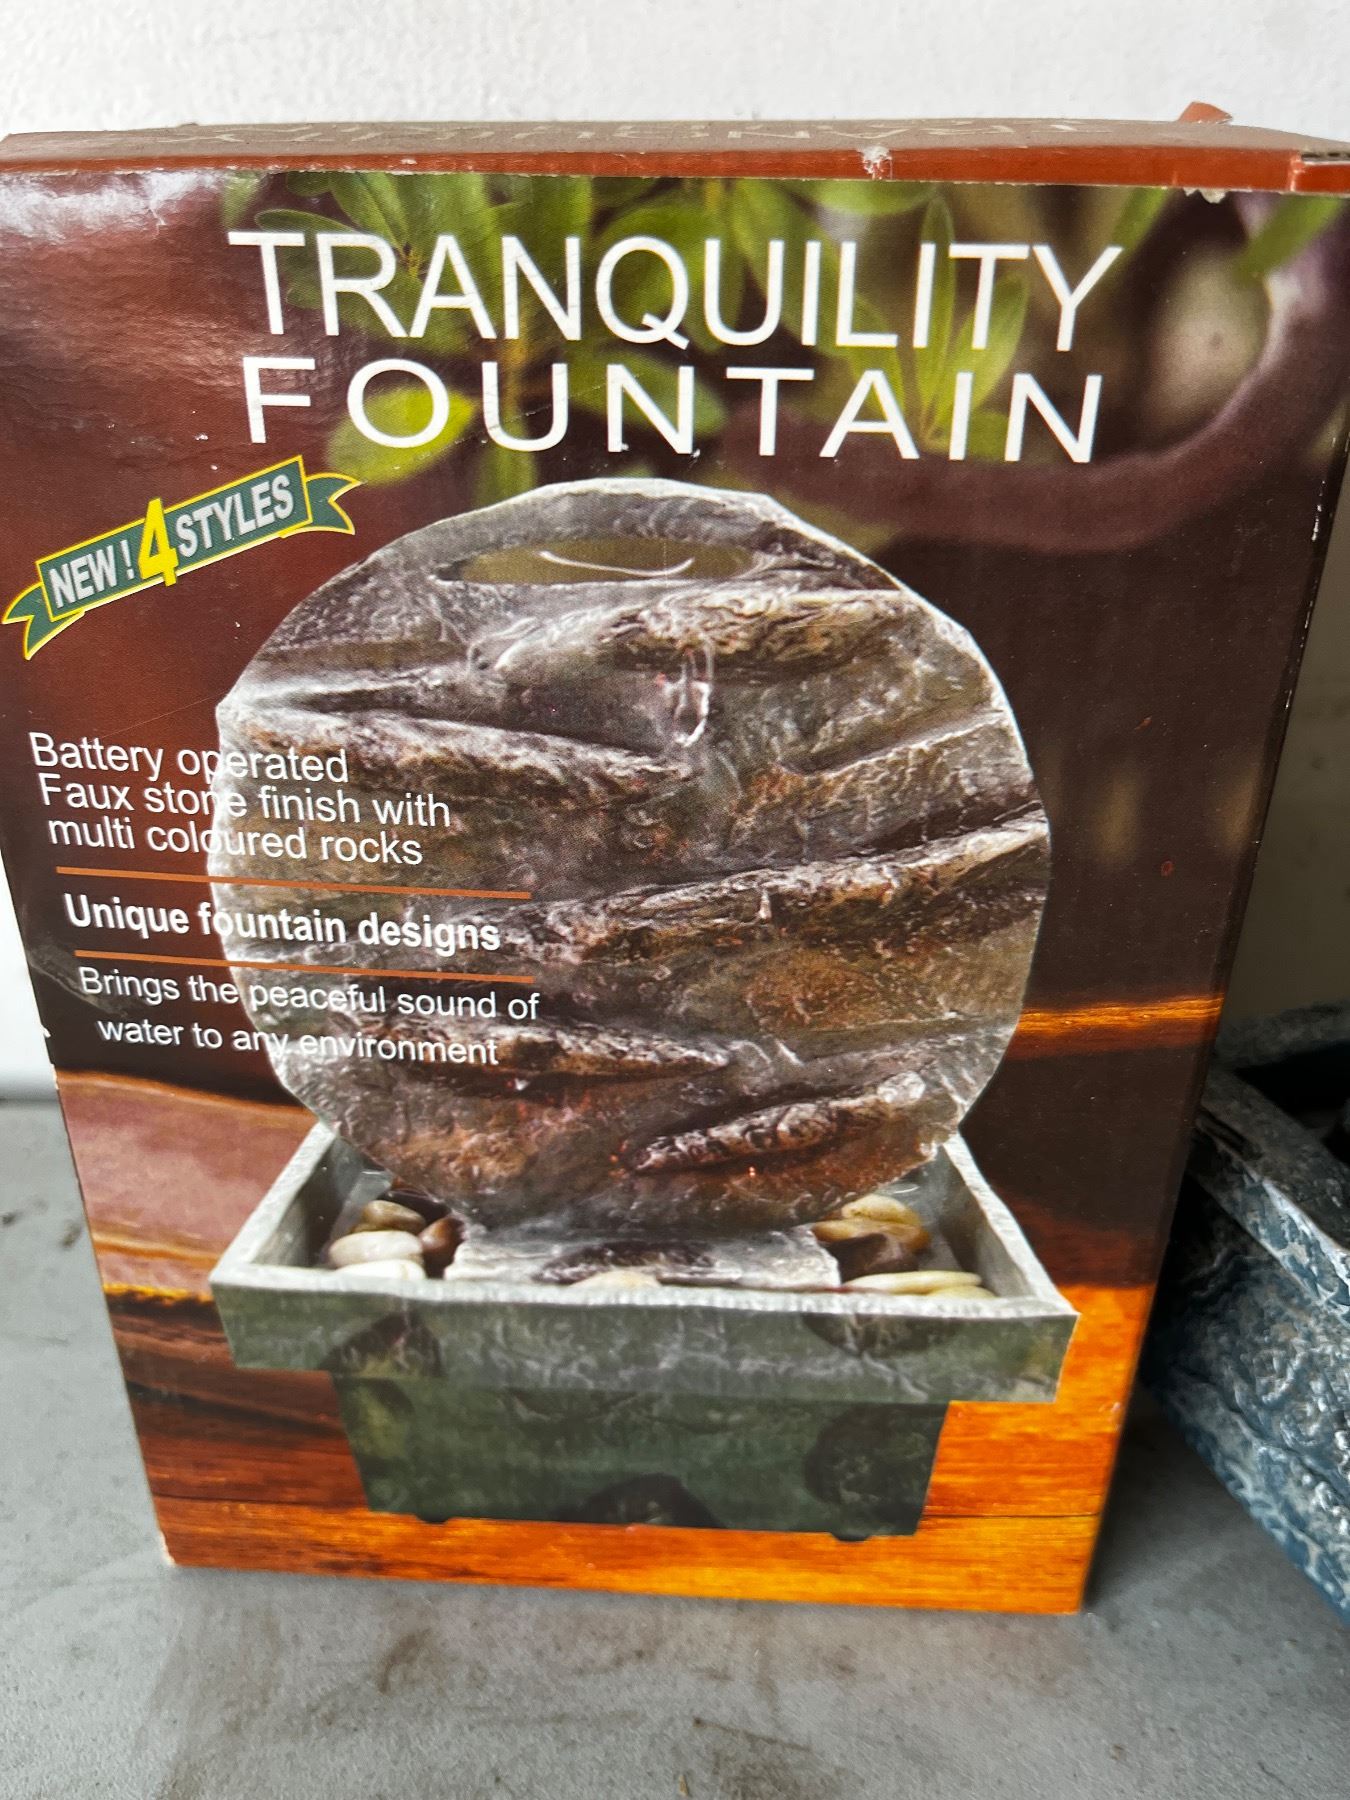 TRANQUILITY
FOUNTAIN
NEW! 4 STYLES
Battery operated
Faux stone finish with
multi coloured rocks
Unique fountain designs
Brings the peaceful sound of
water to any environment